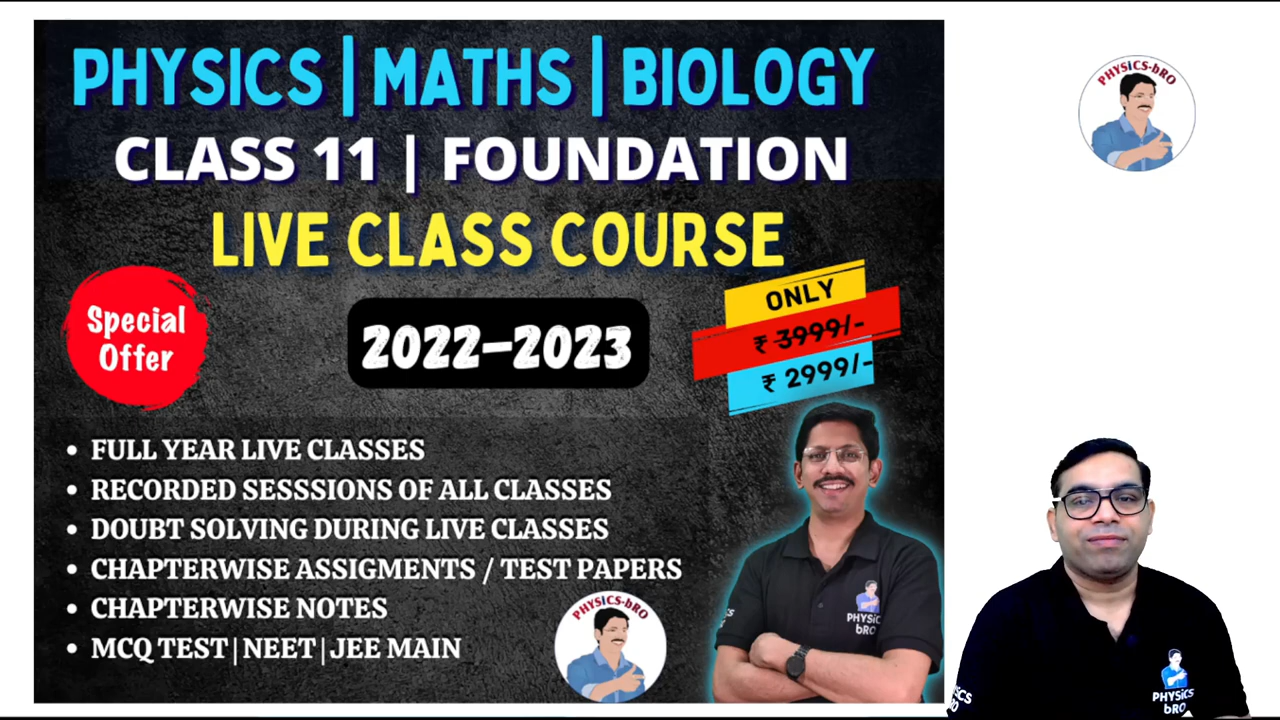 PHYSICS | MATHS | BIOLOGY
CLASS 11 | FOUNDATION
LIVE CLASS COURSE
Special
Offer
2022-2023
ONLY
₹ 3999/-
₹ 2999/-
• FULL YEAR LIVE CLASSES
• RECORDED SESSSIONS OF ALL CLASSES
• DOUBT SOLVING DURING LIVE CLASSES
• CHAPTERWISE ASSIGMENTS / TEST PAPERS
• CHAPTERWISE NOTES
• MCQ TEST | NEET | JEE MAIN
PHYSiCS-bRO
PHYSiC
bRO
PHYSiCS-bRO
PHYSiCS
bRO